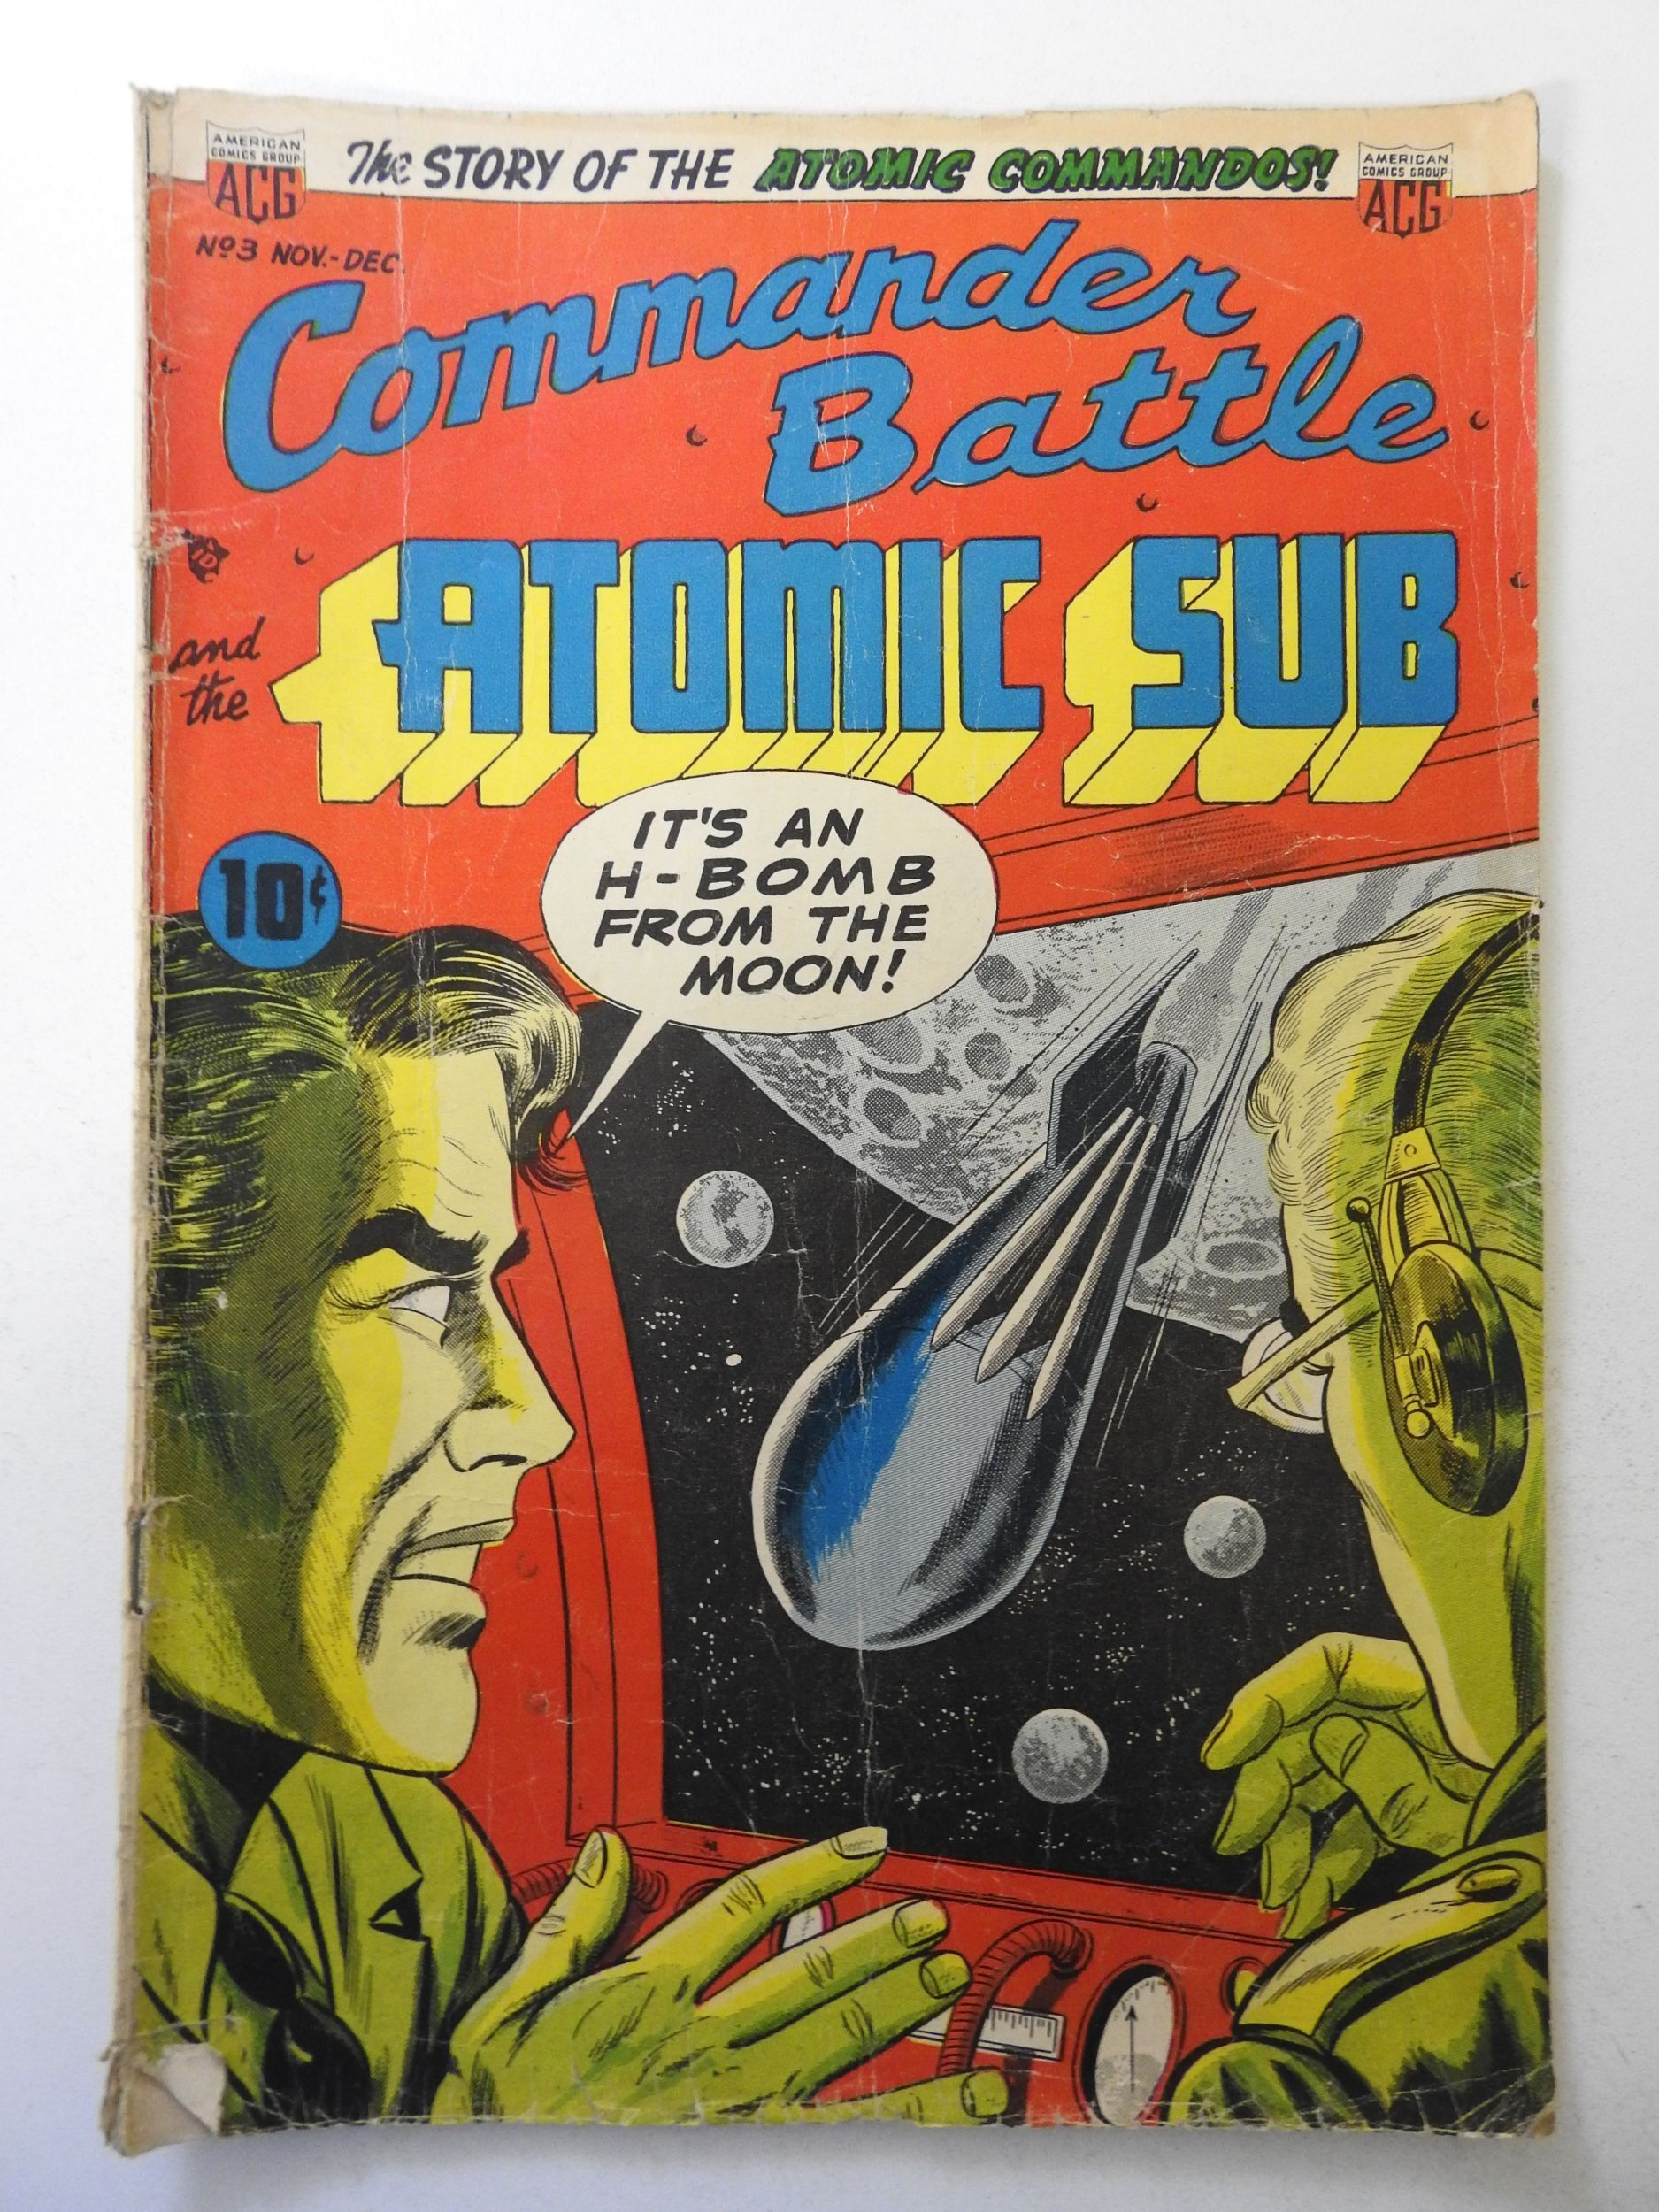 AMERICAN
COMICS GROUP
ACG
The STORY OF THE ATOMIC COMMANDOS!
AMERICAN
COMICS GROUP
ACG
Nº3 NOV.-DEC.
Commander
Battle
and
the
ATOMIC SUB
10¢
IT'S AN
H-BOMB
FROM THE
MOON!